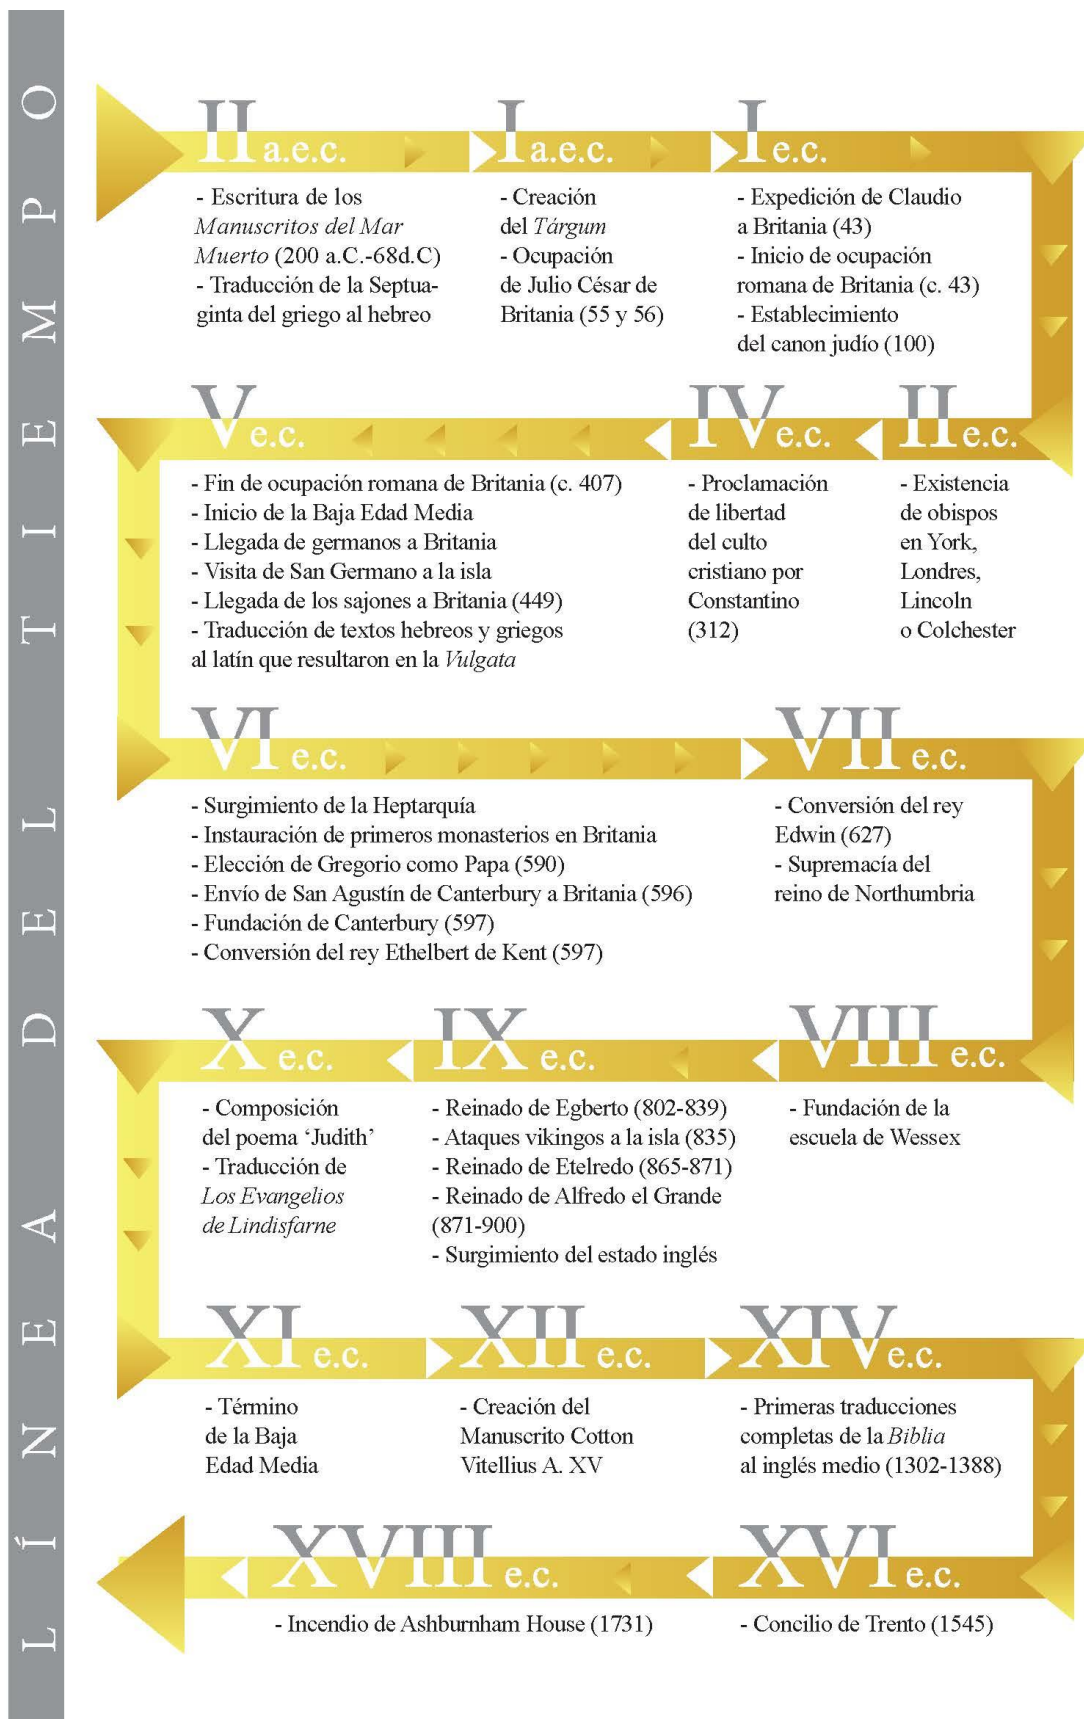 LÍNEA DEL TIEMPO
II a.e.c.
- Escritura de los
Manuscritos del Mar
Muerto (200 a.C.-68d.C)
- Traducción de la Septua-
ginta del griego al hebreo
I a.e.c.
- Creación
del Tárgum
- Ocupación
de Julio César de
Britania (55 y 56)
I e.c.
- Expedición de Claudio
a Britania (43)
- Inicio de ocupación
romana de Britania (c. 43)
- Establecimiento
del canon judío (100)
II e.c.
- Existencia
de obispos
en York,
Londres,
Lincoln
o Colchester
IV e.c.
- Proclamación
de libertad
del culto
cristiano por
Constantino
(312)
V e.c.
- Fin de ocupación romana de Britania (c. 407)
- Inicio de la Baja Edad Media
- Llegada de germanos a Britania
- Visita de San Germano a la isla
- Llegada de los sajones a Britania (449)
- Traducción de textos hebreos y griegos
al latín que resultaron en la Vulgata
VI e.c.
- Surgimiento de la Heptarquía
- Instauración de primeros monasterios en Britania
- Elección de Gregorio como Papa (590)
- Envío de San Agustín de Canterbury a Britania (596)
- Fundación de Canterbury (597)
- Conversión del rey Ethelbert de Kent (597)
VII e.c.
- Conversión del rey
Edwin (627)
- Supremacía del
reino de Northumbria
VIII e.c.
- Fundación de la
escuela de Wessex
IX e.c.
- Reinado de Egberto (802-839)
- Ataques vikingos a la isla (835)
- Reinado de Etelredo (865-871)
- Reinado de Alfredo el Grande
(871-900)
- Surgimiento del estado inglés
X e.c.
- Composición
del poema ‘Judith’
- Traducción de
Los Evangelios
de Lindisfarne
XI e.c.
- Término
de la Baja
Edad Media
XII e.c.
- Creación del
Manuscrito Cotton
Vitellius A. XV
XIV e.c.
- Primeras traducciones
completas de la Biblia
al inglés medio (1302-1388)
XVI e.c.
- Concilio de Trento (1545)
XVIII e.c.
- Incendio de Ashburnham House (1731)